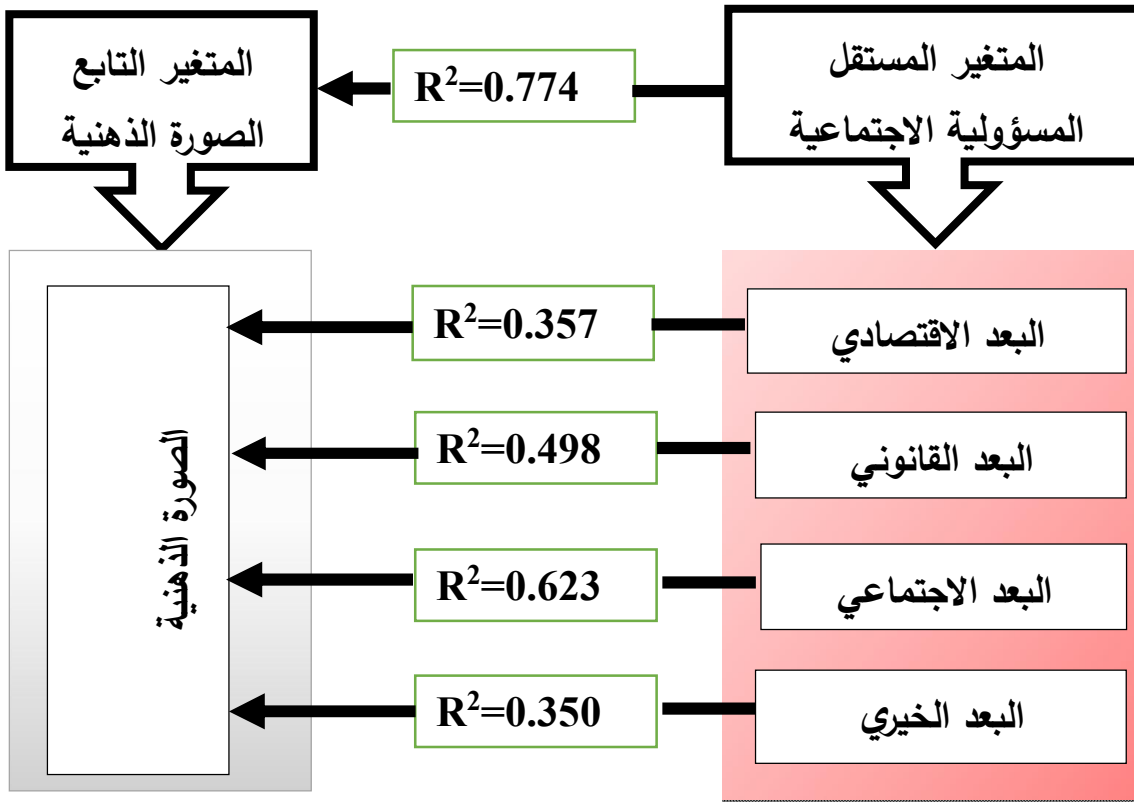 المتغير المستقل
المسؤولية الاجتماعية
R²=0.774
المتغير التابع
الصورة الذهنية
البعد الاقتصادي
R²=0.357
البعد القانوني
R²=0.498
البعد الاجتماعي
R²=0.623
البعد الخيري
R²=0.350
الصورة الذهنية